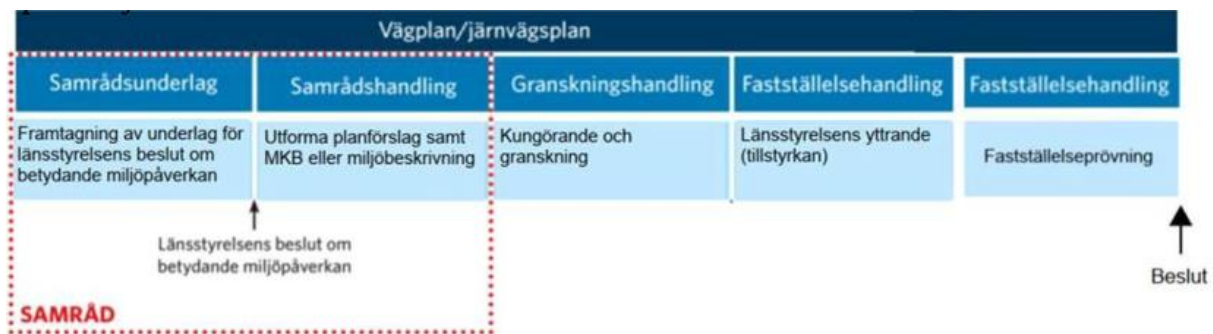 Vägplan/järnvägsplan
Samrådsunderlag
Samrådshandling
Granskningshandling
Fastställelsehandling
Fastställelsehandling
Framtagning av underlag för
länsstyrelsens beslut om
betydande miljöpåverkan
Utforma planförslag samt
MKB eller miljöbeskrivning
Kungörande och
granskning
Länsstyrelsens yttrande
(tillstyrkan)
Fastställelseprövning
Länsstyrelsens beslut om
betydande miljöpåverkan
Beslut
SAMRÅD